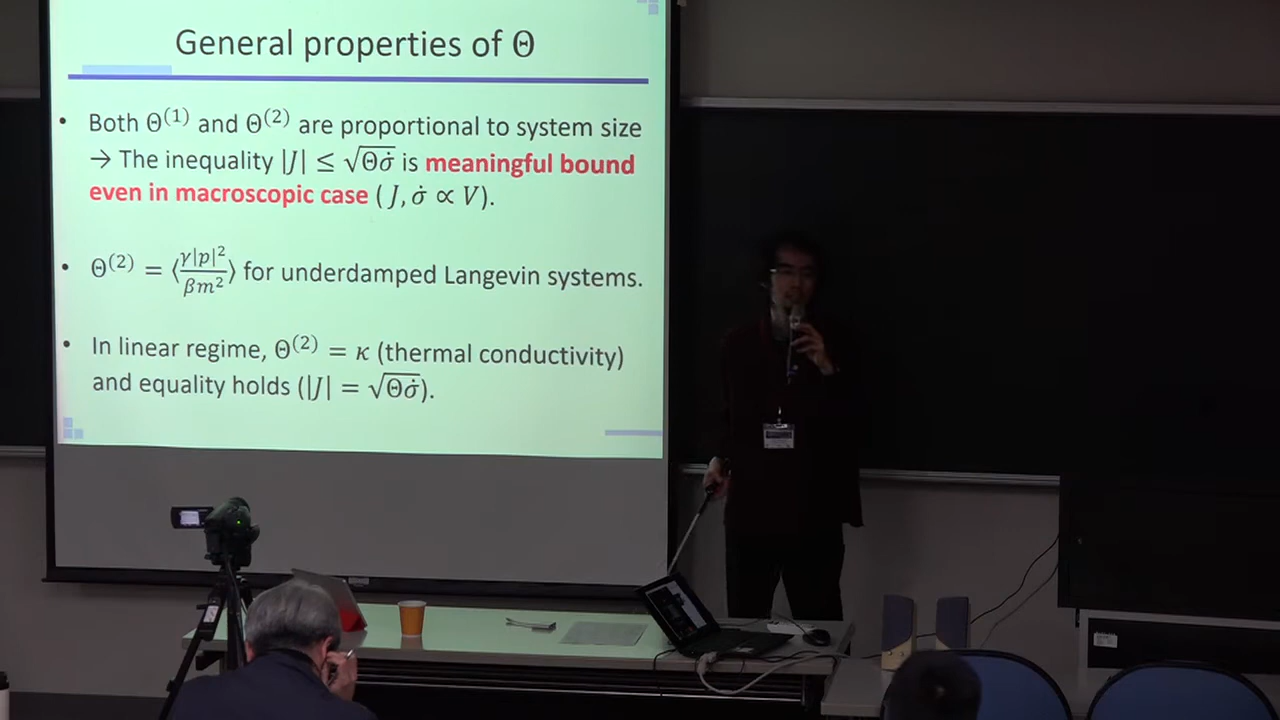 General properties of Θ
• Both Θ⁽¹⁾ and Θ⁽²⁾ are proportional to system size
→ The inequality |J| ≤ √(Θσ̇) is meaningful bound
even in macroscopic case ( J, σ̇ ∝ V).
• Θ⁽²⁾ = ⟨γ|p|²/βm²⟩ for underdamped Langevin systems.
• In linear regime, Θ⁽²⁾ = κ (thermal conductivity)
and equality holds (|J| = √(Θσ̇)).